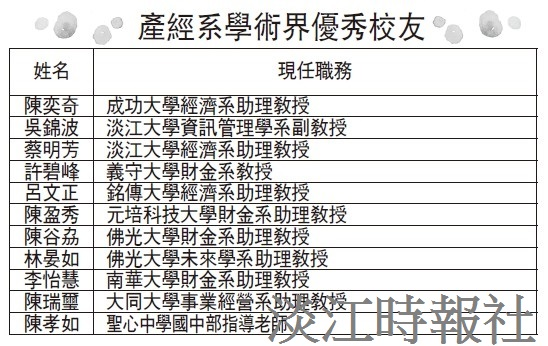 產經系學術界優秀校友
姓名 現任職務
陳奕奇 成功大學經濟系助理教授
吳錦波 淡江大學資訊管理學系副教授
蔡明芳 淡江大學經濟系助理教授
許碧峰 義守大學財金系教授
呂文正 銘傳大學經濟系助理教授
陳盈秀 元培科技大學財金系助理教授
陳谷劦 佛光大學財金系助理教授
林晏如 佛光大學未來學系助理教授
李怡慧 南華大學財金系助理教授
陳瑞璽 大同大學事業經營系助理教授
陳孝如 聖心中學國中部指導老師
淡江時報社